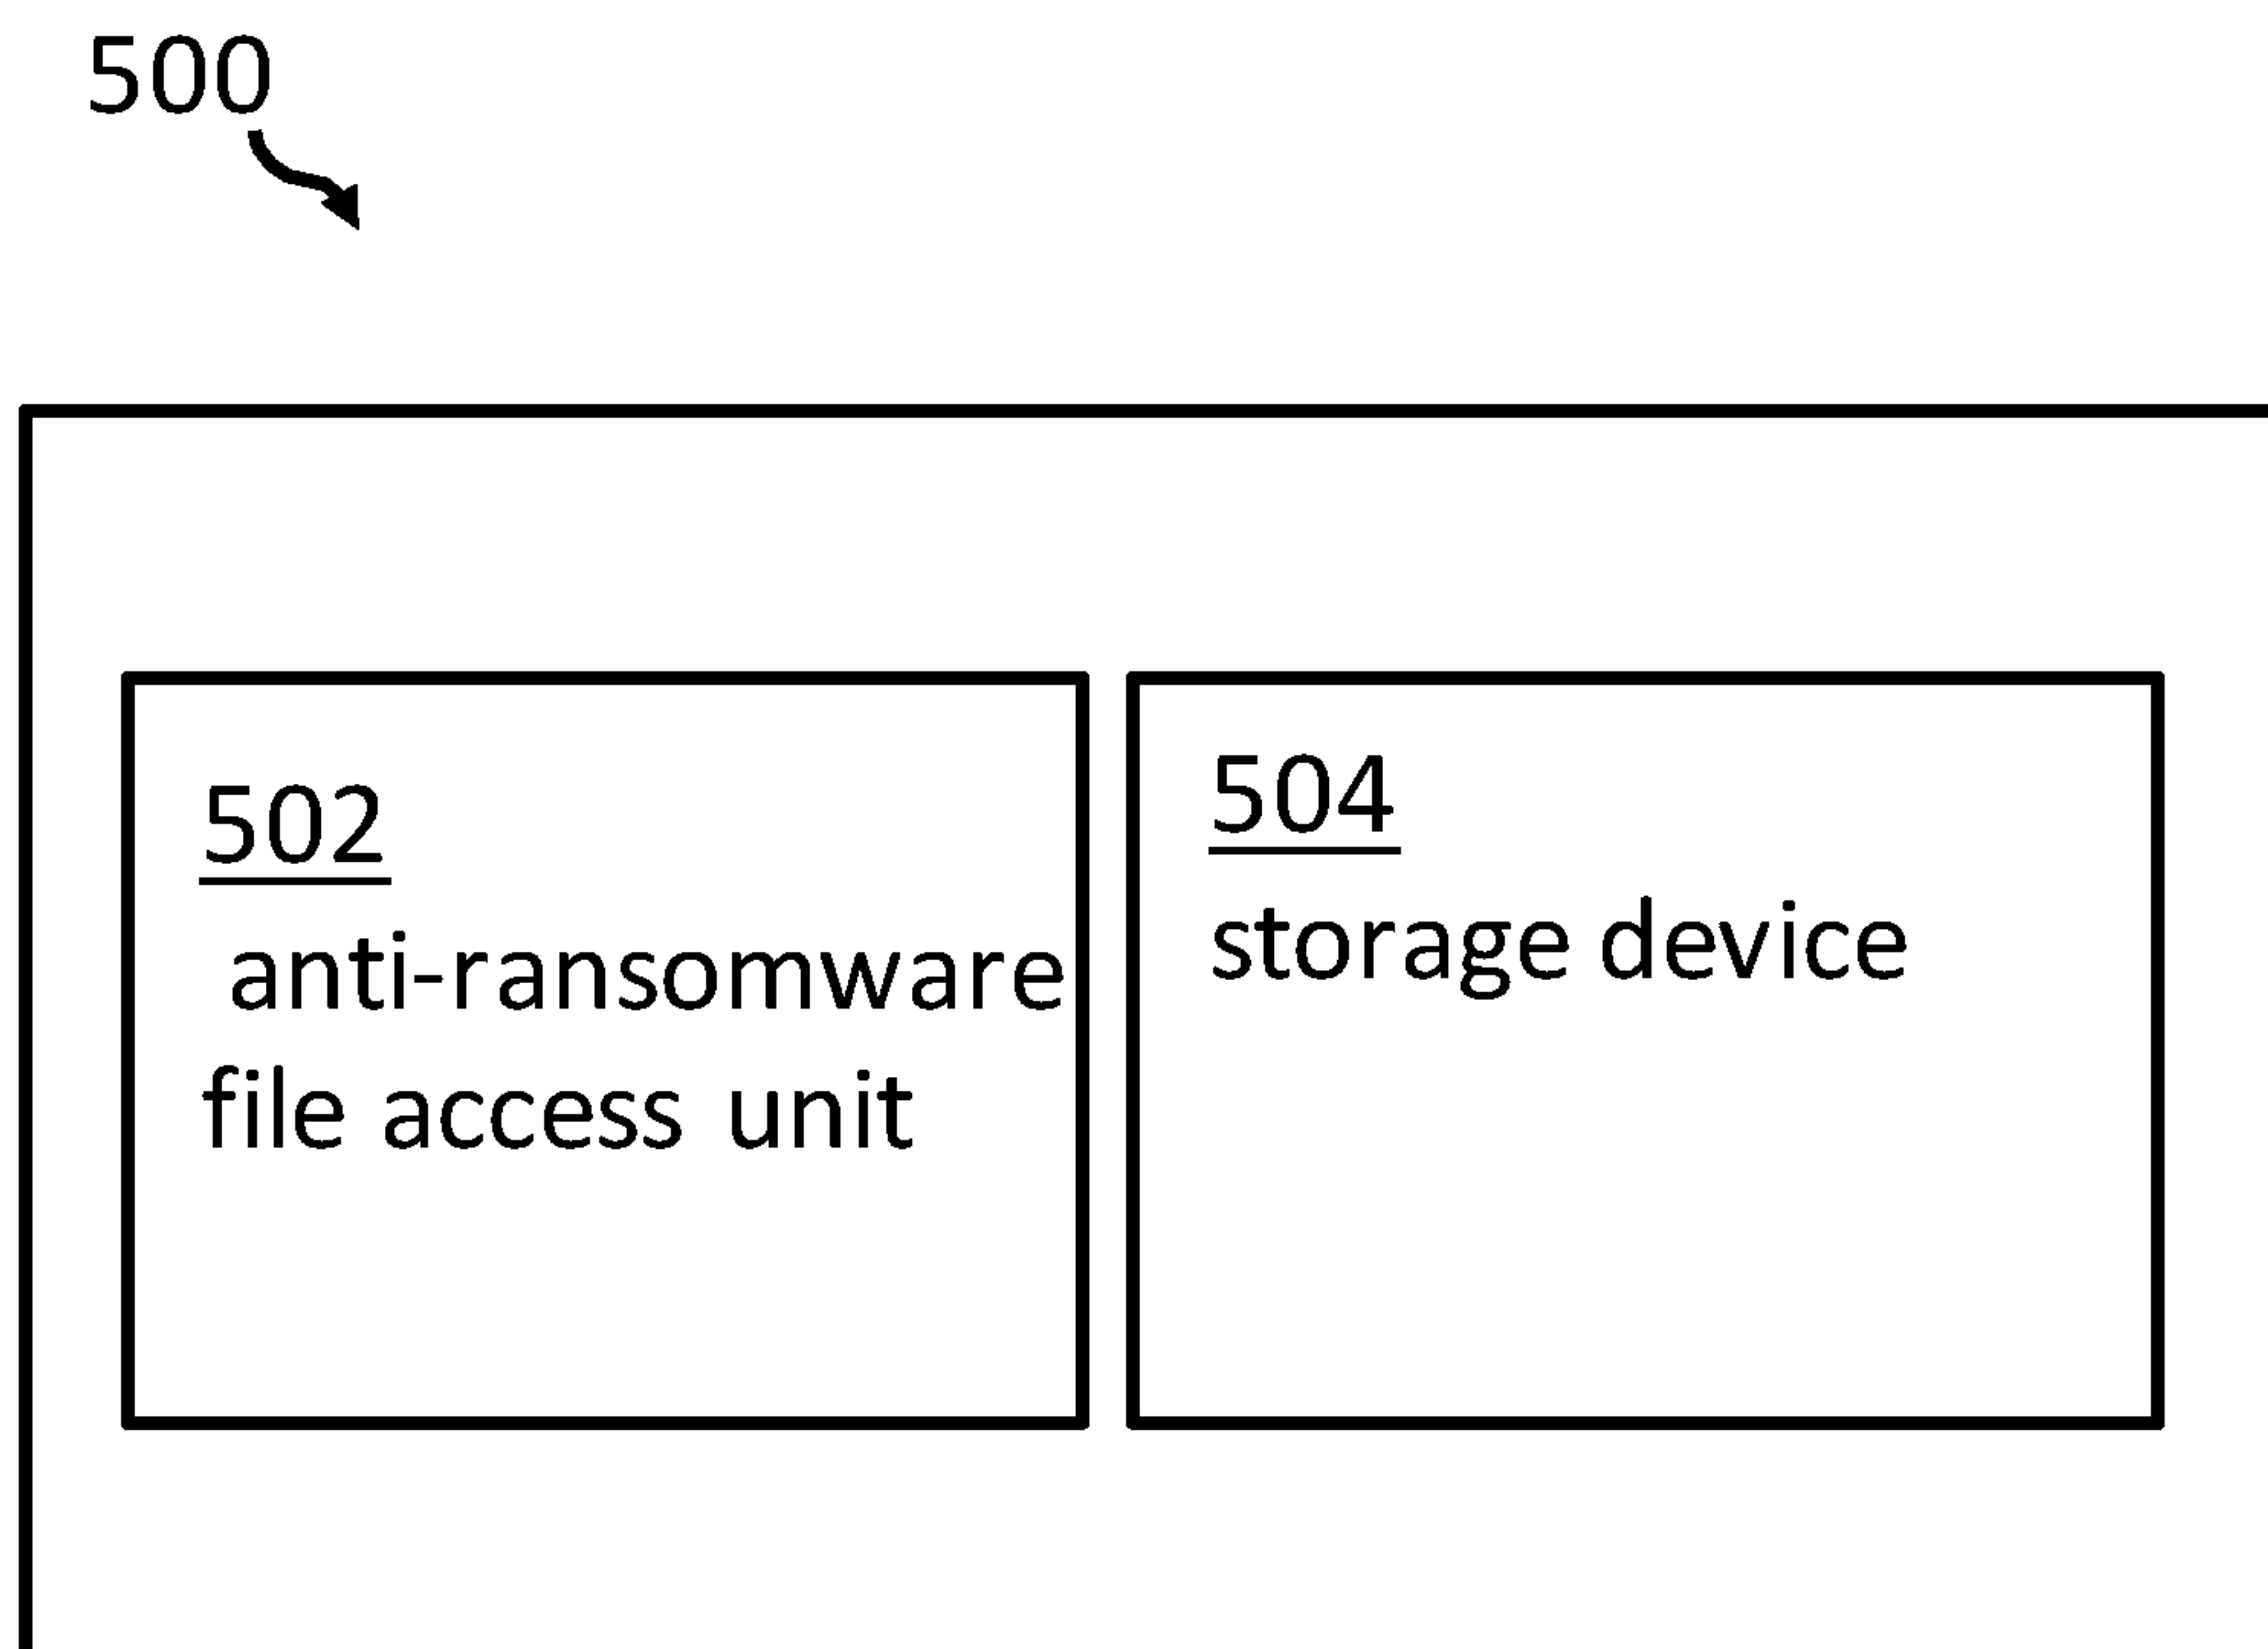 500
502
anti-ransomware
file access unit
504
storage device